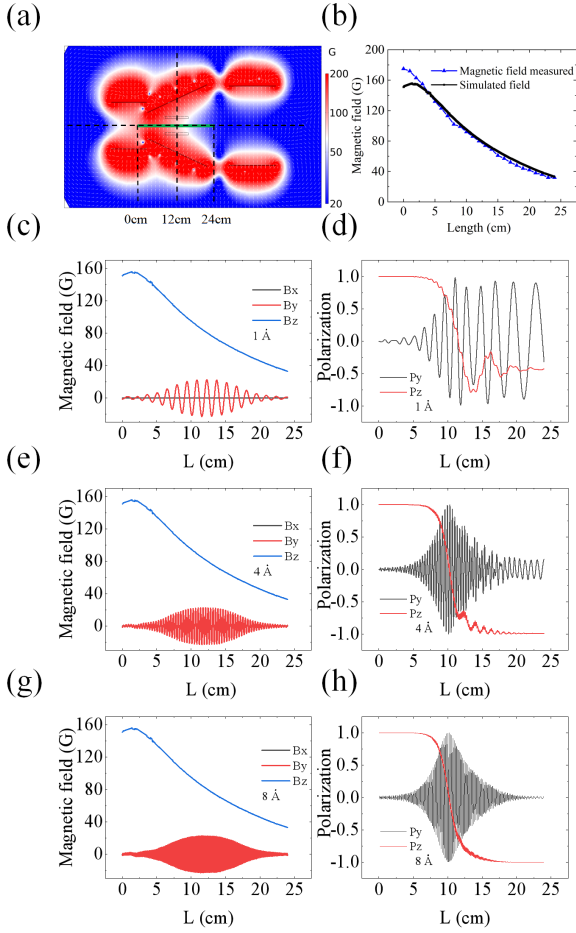 (a)
G
200
100
50
20
0cm 12cm 24cm
(b)
Magnetic field (G)
200
160
120
80
40
0
Magnetic field measured
Simulated field
0 5 10 15 20 25
Length (cm)
(c)
Magnetic field (G)
160
120
80
40
0
Bx
By
Bz
1 Å
0 5 10 15 20 25
L (cm)
(d)
Polarization
1.0
0.5
0.0
-0.5
-1.0
Py
Pz
1 Å
0 5 10 15 20 25
L (cm)
(e)
Magnetic field (G)
160
120
80
40
0
Bx
By
Bz
4 Å
0 5 10 15 20 25
L (cm)
(f)
Polarization
1.0
0.5
0.0
-0.5
-1.0
Py
Pz
4 Å
0 5 10 15 20 25
L (cm)
(g)
Magnetic field (G)
160
120
80
40
0
Bx
By
Bz
8 Å
0 5 10 15 20 25
L (cm)
(h)
Polarization
1.0
0.5
0.0
-0.5
-1.0
Py
Pz
8 Å
0 5 10 15 20 25
L (cm)